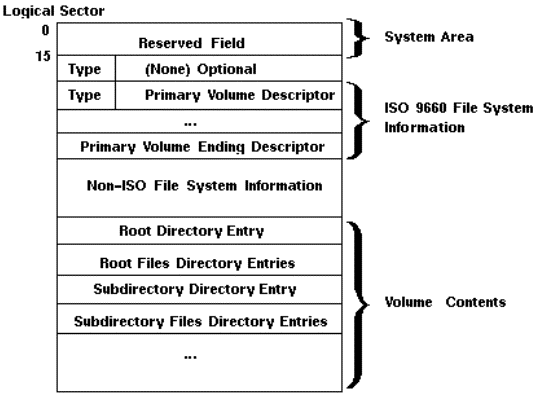 Logical Sector
0
Reserved Field
System Area
15
Type (None) Optional
Type Primary Volume Descriptor
ISO 9660 File System
Information
...
Primary Volume Ending Descriptor
Non-ISO File System Information
Root Directory Entry
Root Files Directory Entries
Subdirectory Directory Entry
Volume Contents
Subdirectory Files Directory Entries
...